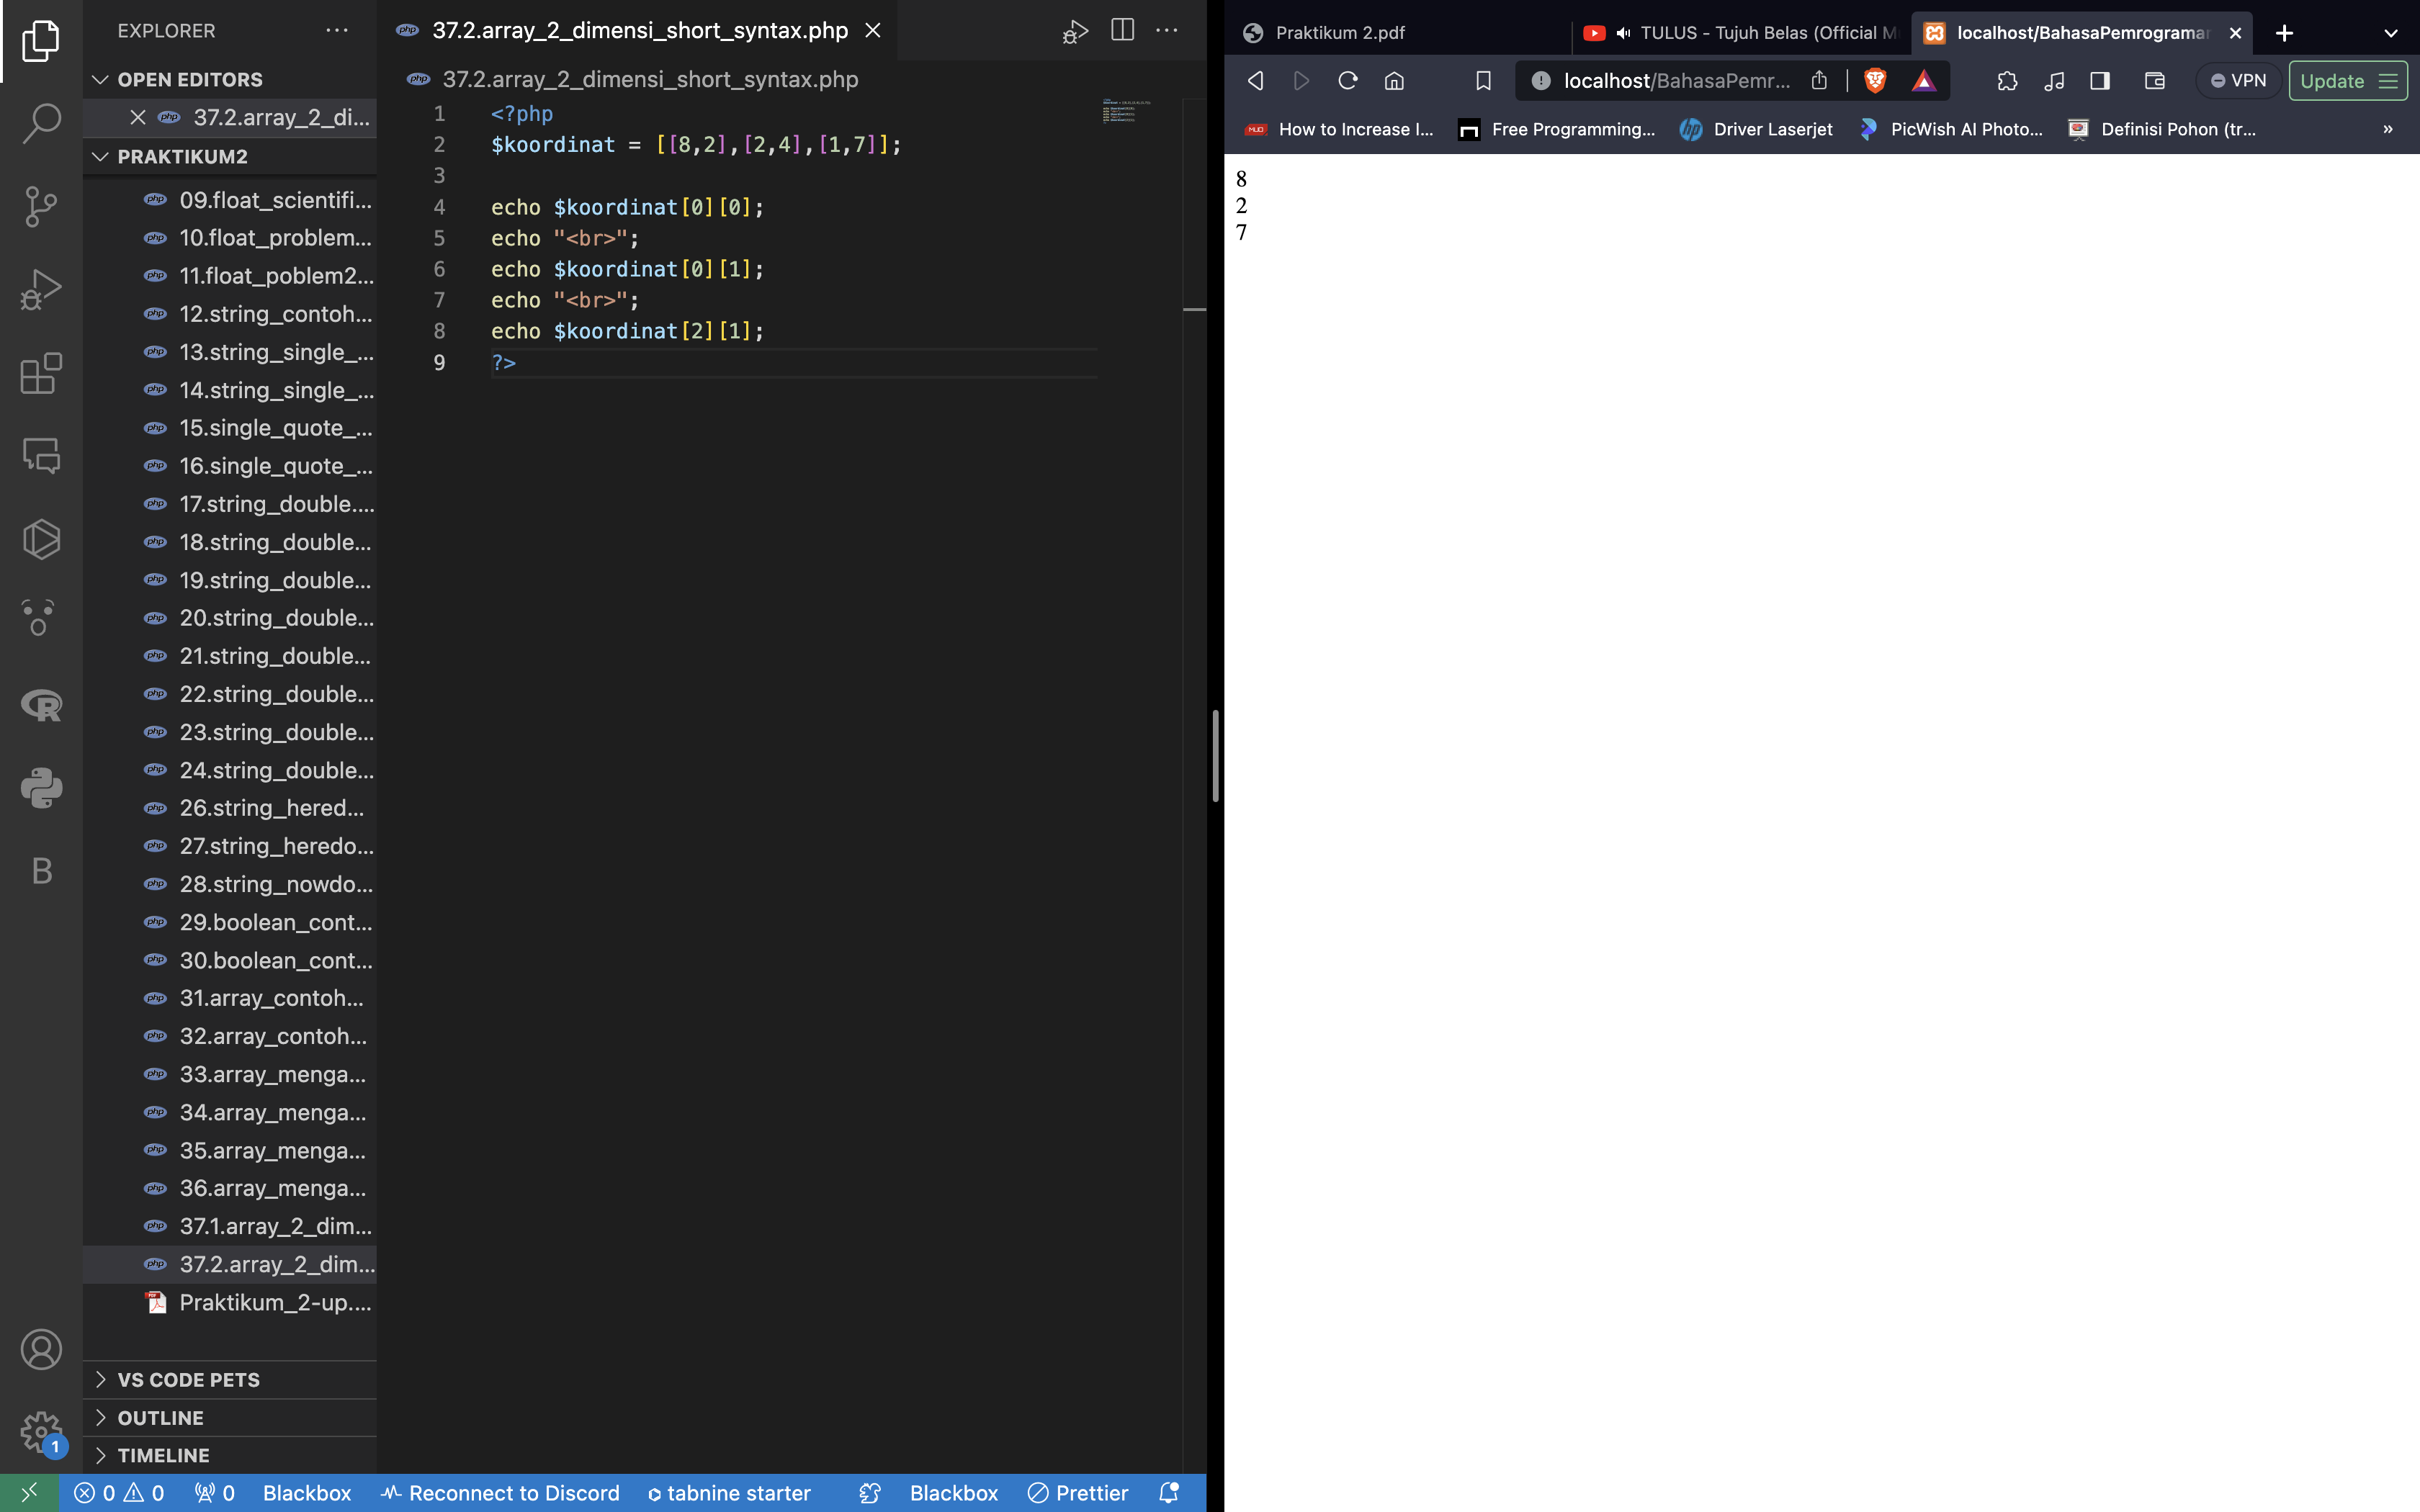 EXPLORER
OPEN EDITORS
37.2.array_2_di...
PRAKTIKUM2
09.float_scientifi...
10.float_problem...
11.float_poblem2...
12.string_contoh...
13.string_single_...
14.string_single_...
15.single_quote_...
16.single_quote_...
17.string_double....
18.string_double...
19.string_double...
20.string_double...
21.string_double...
22.string_double...
23.string_double...
24.string_double...
26.string_hered...
27.string_heredo...
28.string_nowdo...
29.boolean_cont...
30.boolean_cont...
31.array_contoh...
32.array_contoh...
33.array_menga...
34.array_menga...
35.array_menga...
36.array_menga...
37.1.array_2_dim...
37.2.array_2_dim...
Praktikum_2-up....
VS CODE PETS
OUTLINE
TIMELINE
37.2.array_2_dimensi_short_syntax.php
37.2.array_2_dimensi_short_syntax.php
1 <?php
2 $koordinat = [[8,2],[2,4],[1,7]];
3
4 echo $koordinat[0][0];
5 echo "<br>";
6 echo $koordinat[0][1];
7 echo "<br>";
8 echo $koordinat[2][1];
9 ?>
1
0 0 0 Blackbox Reconnect to Discord tabnine starter Blackbox Prettier
Praktikum 2.pdf TULUS - Tujuh Belas (Official M localhost/BahasaPemrograma
localhost/BahasaPemr... VPN Update
How to Increase I... Free Programming... Driver Laserjet PicWish AI Photo... Definisi Pohon (tr...
8
2
7